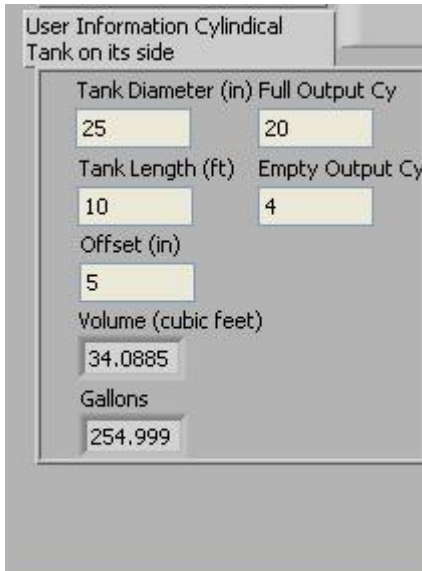 User Information Cylindical
Tank on its side
Tank Diameter (in) Full Output Cy
25 20
Tank Length (ft) Empty Output Cy
10 4
Offset (in)
5
Volume (cubic feet)
34.0885
Gallons
254.999